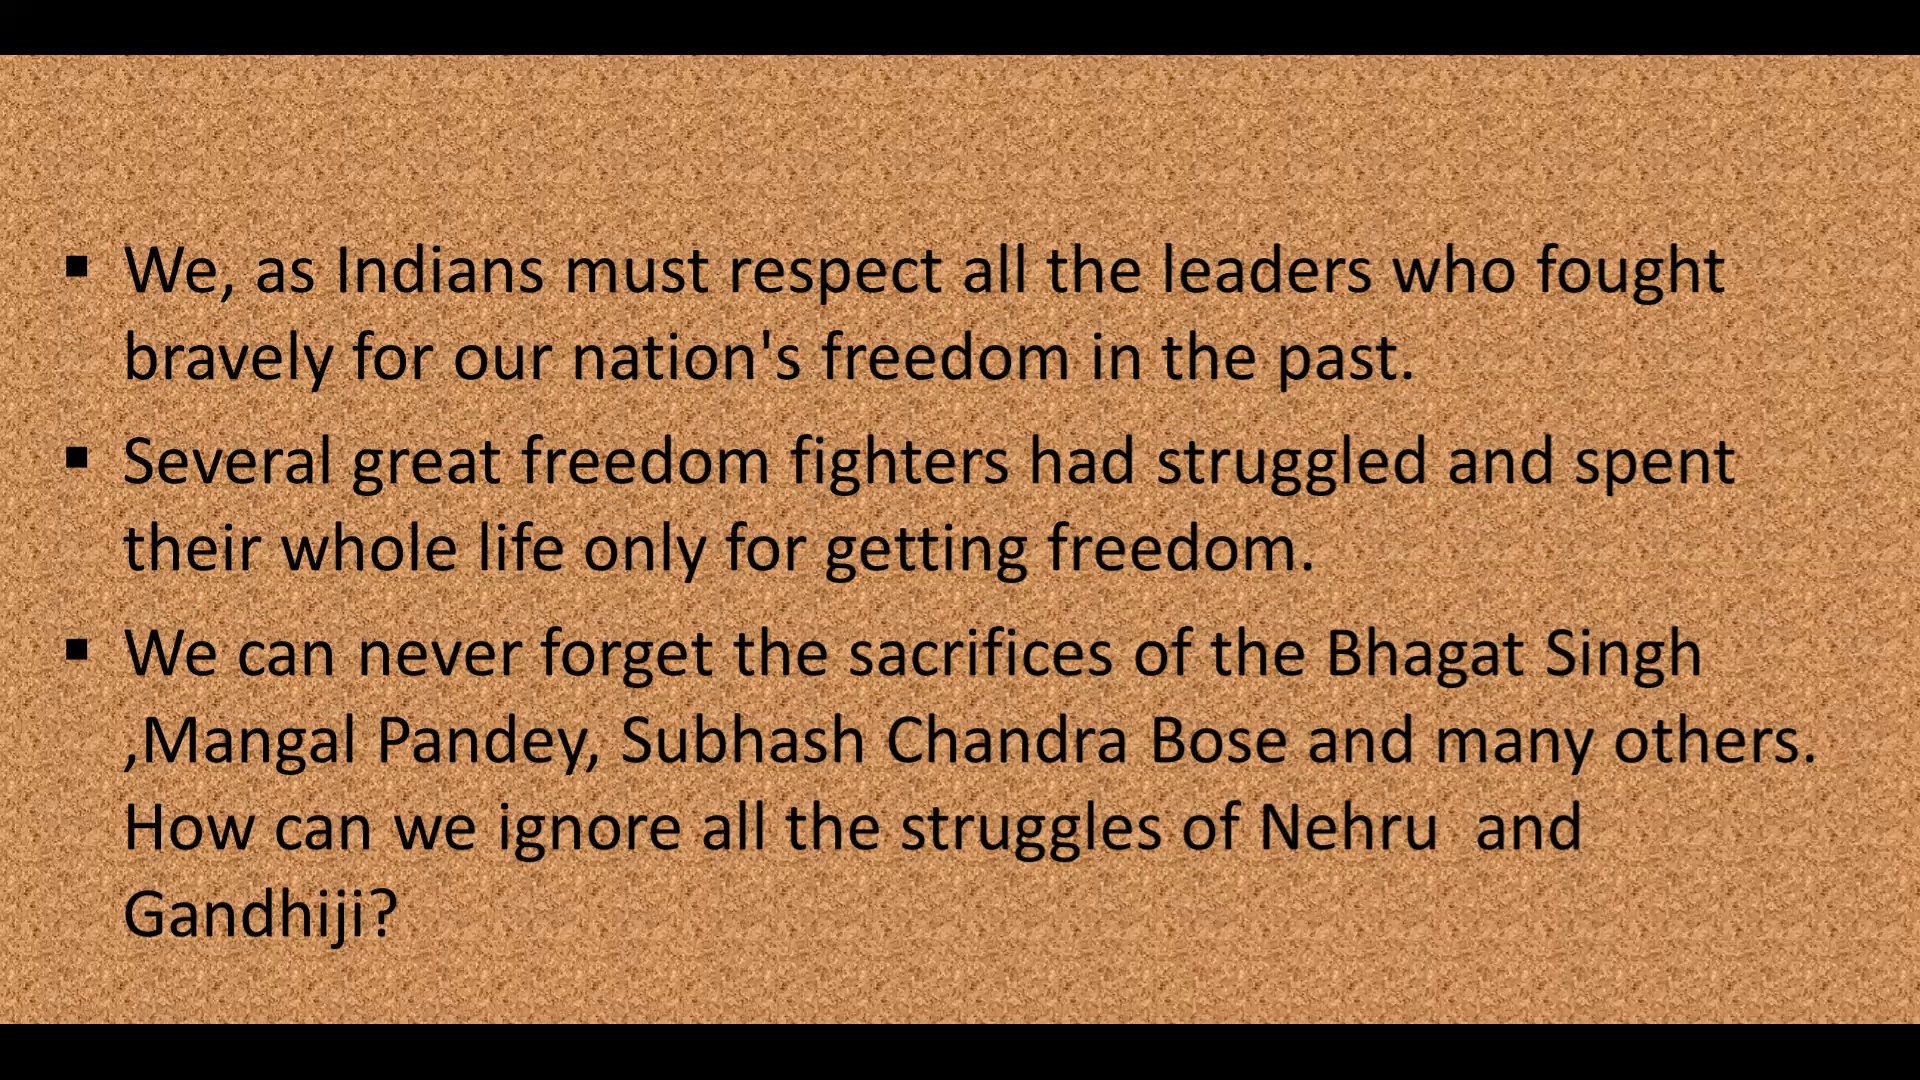 ▪ We, as Indians must respect all the leaders who fought
bravely for our nation's freedom in the past.
▪ Several great freedom fighters had struggled and spent
their whole life only for getting freedom.
▪ We can never forget the sacrifices of the Bhagat Singh
,Mangal Pandey, Subhash Chandra Bose and many others.
How can we ignore all the struggles of Nehru  and
Gandhiji?